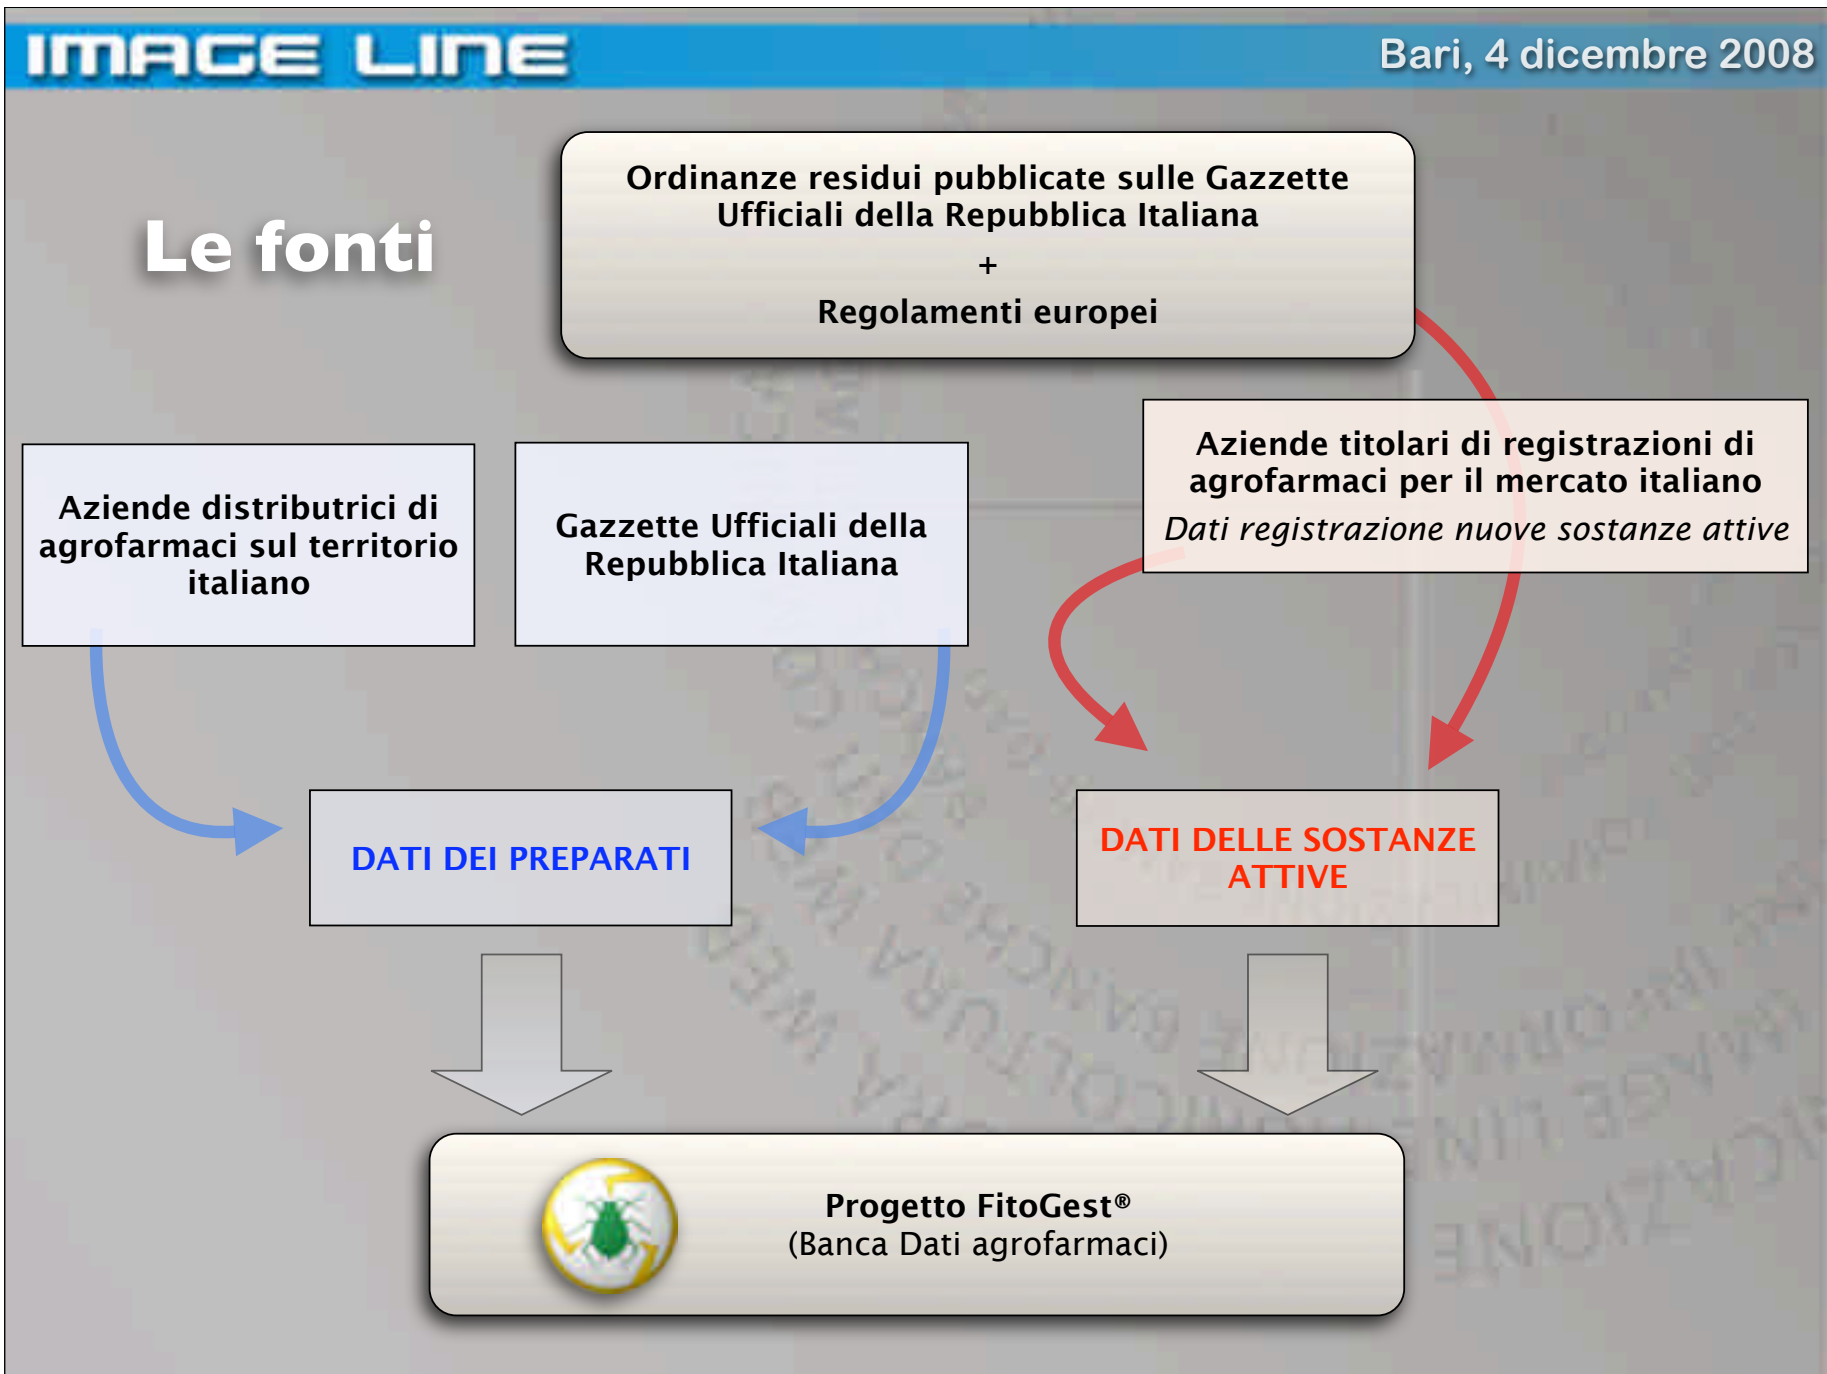 IMAGE LINE
Bari, 4 dicembre 2008
Le fonti
Ordinanze residui pubblicate sulle Gazzette
Ufficiali della Repubblica Italiana
+
Regolamenti europei
Aziende distributrici di
agrofarmaci sul territorio
italiano
Gazzette Ufficiali della
Repubblica Italiana
Aziende titolari di registrazioni di
agrofarmaci per il mercato italiano
Dati registrazione nuove sostanze attive
DATI DEI PREPARATI
DATI DELLE SOSTANZE
ATTIVE
Progetto FitoGest®
(Banca Dati agrofarmaci)